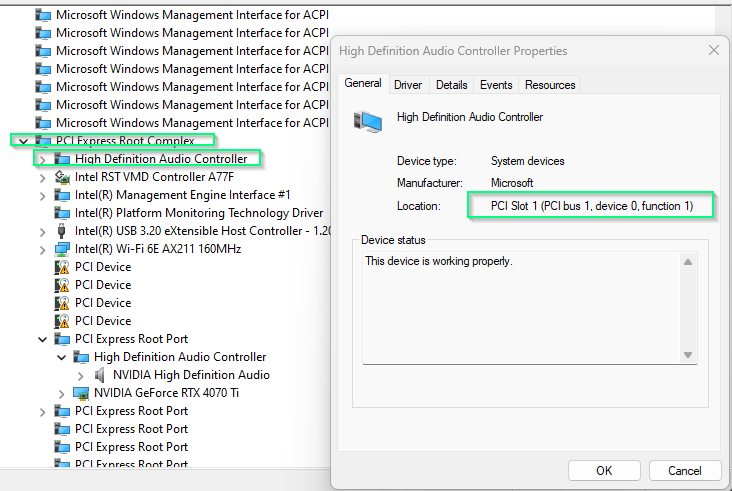 Microsoft Windows Management Interface for ACPI
Microsoft Windows Management Interface for ACPI
Microsoft Windows Management Interface for ACPI
Microsoft Windows Management Interface for ACPI
Microsoft Windows Management Interface for ACPI
Microsoft Windows Management Interface for ACPI
Microsoft Windows Management Interface for ACPI
PCI Express Root Complex
High Definition Audio Controller
Intel RST VMD Controller A77F
Intel(R) Management Engine Interface #1
Intel(R) Platform Monitoring Technology Driver
Intel(R) USB 3.20 eXtensible Host Controller - 1.20
Intel(R) Wi-Fi 6E AX211 160MHz
PCI Device
PCI Device
PCI Device
PCI Device
PCI Express Root Port
High Definition Audio Controller
NVIDIA High Definition Audio
NVIDIA GeForce RTX 4070 Ti
PCI Express Root Port
PCI Express Root Port
PCI Express Root Port
PCI Express Root Port
High Definition Audio Controller Properties
General Driver Details Events Resources
High Definition Audio Controller
Device type: System devices
Manufacturer: Microsoft
Location: PCI Slot 1 (PCI bus 1, device 0, function 1)
Device status
This device is working properly.
OK Cancel